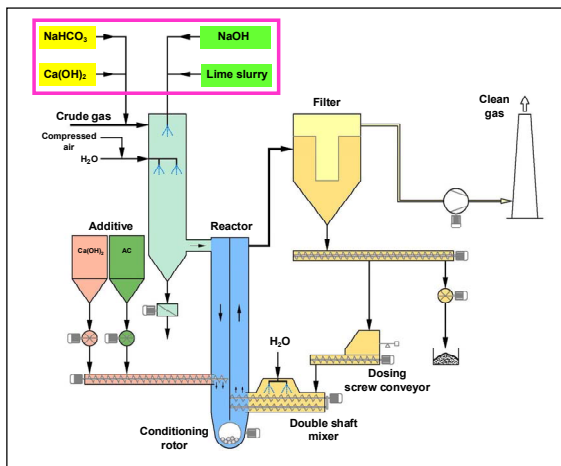 NaHCO3
NaOH
Ca(OH)2
Lime slurry
Crude gas
Compressed
air
H2O
Filter
Clean
gas
Additive
Reactor
Ca(OH)2
AC
H2O
Dosing
screw conveyor
Double shaft
mixer
Conditioning
rotor